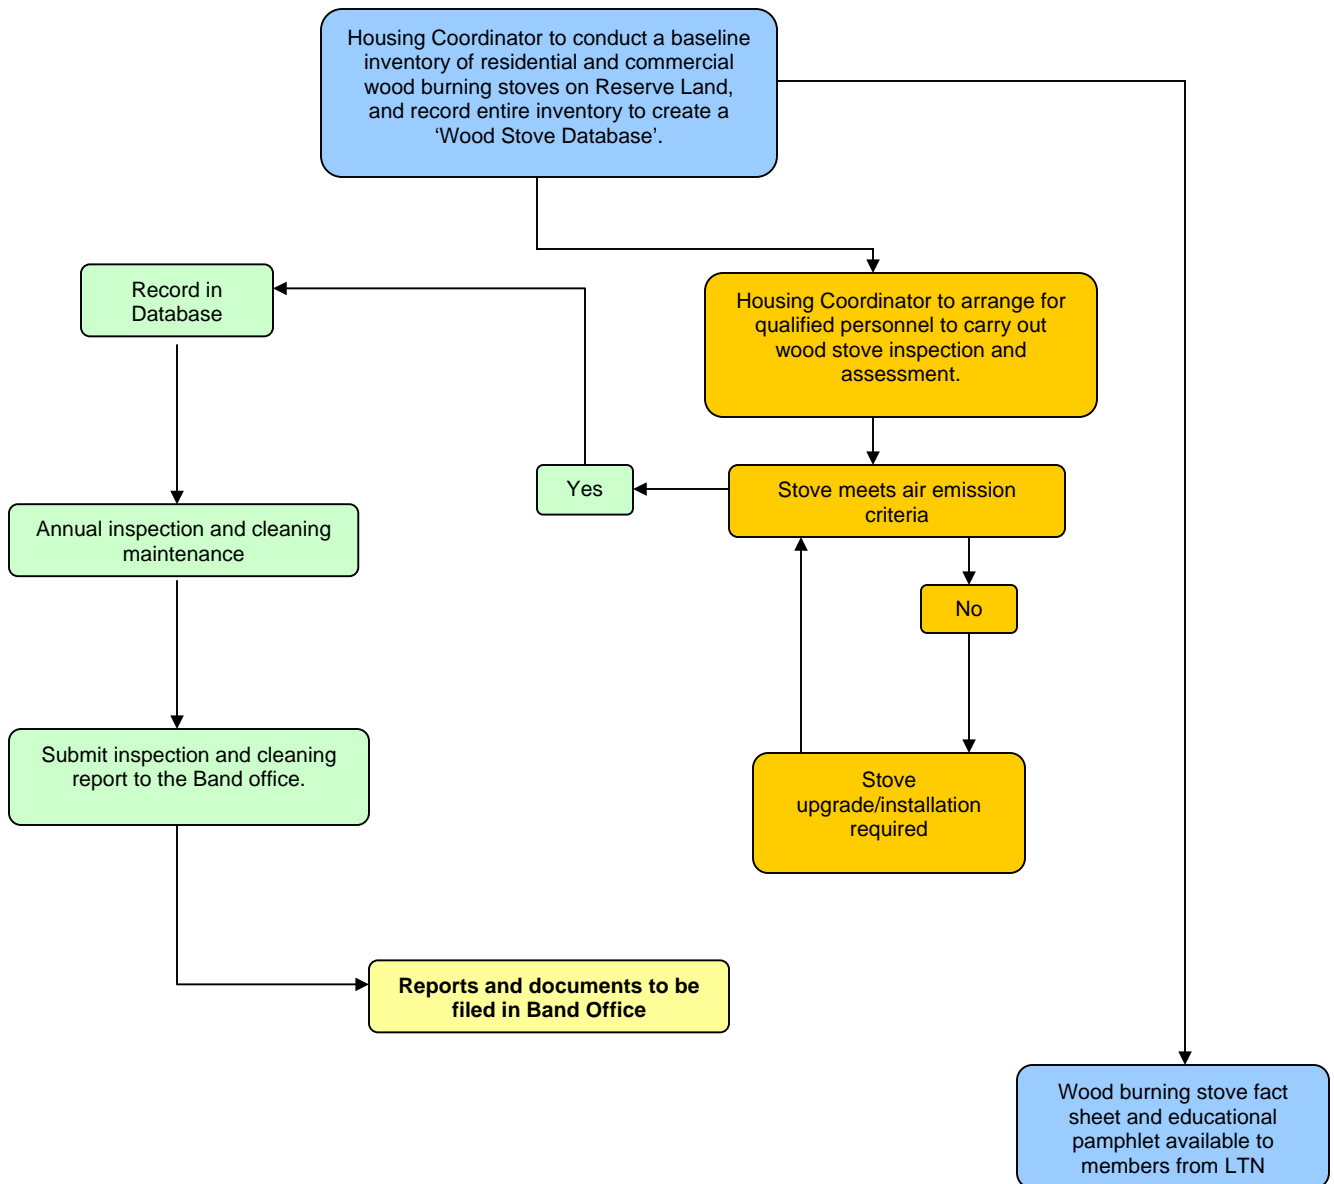 Housing Coordinator to conduct a baseline
inventory of residential and commercial
wood burning stoves on Reserve Land,
and record entire inventory to create a
‘Wood Stove Database’.
Record in
Database
Housing Coordinator to arrange for
qualified personnel to carry out
wood stove inspection and
assessment.
Yes
Stove meets air emission
criteria
Annual inspection and cleaning
maintenance
No
Submit inspection and cleaning
report to the Band office.
Stove
upgrade/installation
required
Reports and documents to be
filed in Band Office
Wood burning stove fact
sheet and educational
pamphlet available to
members from LTN